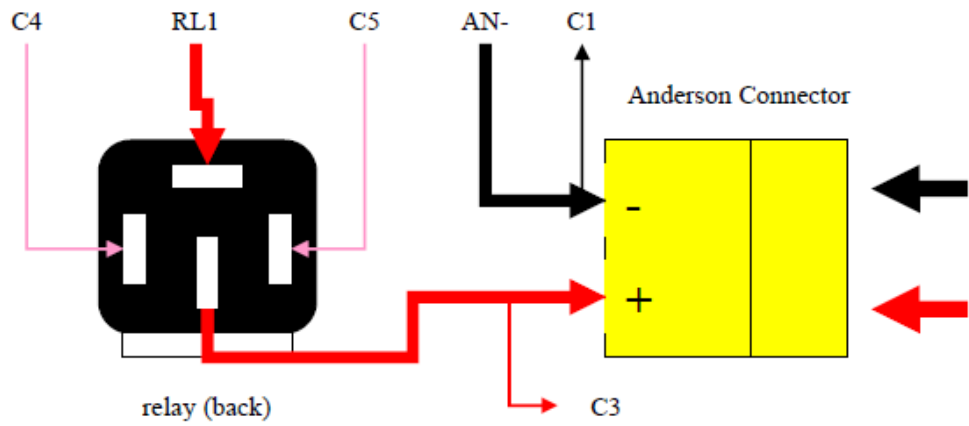 C4
RL1
C5
AN-
C1
Anderson Connector
-
+
relay (back)
C3